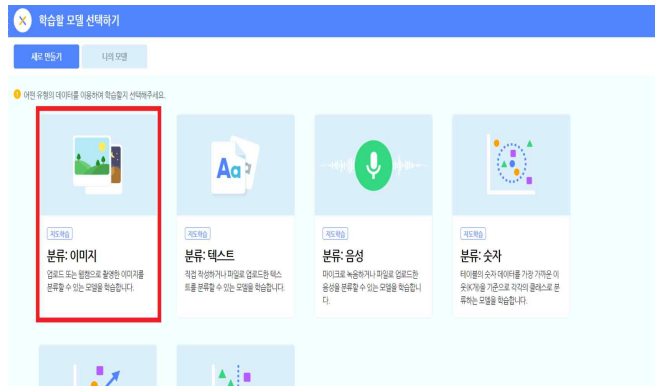 학습할 모델 선택하기
새로 만들기
나의 모델
어떤 유형의 데이터를 이용하여 학습할지 선택해주세요.
지도학습
분류: 이미지
업로드 또는 웹캠으로 촬영한 이미지를
분류할 수 있는 모델을 학습합니다.
Aa
지도학습
분류: 텍스트
직접 작성하거나 파일로 업로드한 텍스
트를 분류할 수 있는 모델을 학습합니다.
지도학습
분류: 음성
마이크로 녹음하거나 파일로 업로드한
음성을 분류할 수 있는 모델을 학습합니
다.
지도학습
분류: 숫자
테이블의 숫자 데이터를 가장 가까운 이
웃(K개)을 기준으로 각각의 클래스로 분
류하는 모델을 학습합니다.